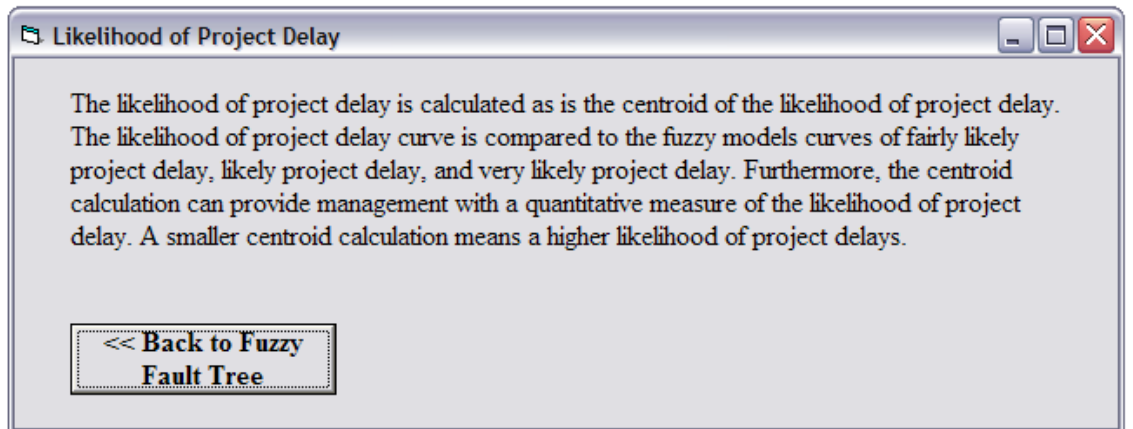 Likelihood of Project Delay
The likelihood of project delay is calculated as is the centroid of the likelihood of project delay.
The likelihood of project delay curve is compared to the fuzzy models curves of fairly likely
project delay, likely project delay, and very likely project delay. Furthermore, the centroid
calculation can provide management with a quantitative measure of the likelihood of project
delay. A smaller centroid calculation means a higher likelihood of project delays.
<< Back to Fuzzy
Fault Tree